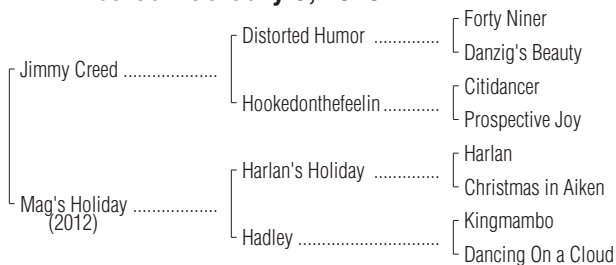 Forty Niner
Distorted Humor ..............
Danzig's Beauty
Jimmy Creed ....................
Citidancer
Hookedonthefeelin ............
Prospective Joy
Harlan
Harlan's Holiday ..............
Christmas in Aiken
Mag's Holiday ..................
(2012)
Kingmambo
Hadley ..............................
Dancing On a Cloud